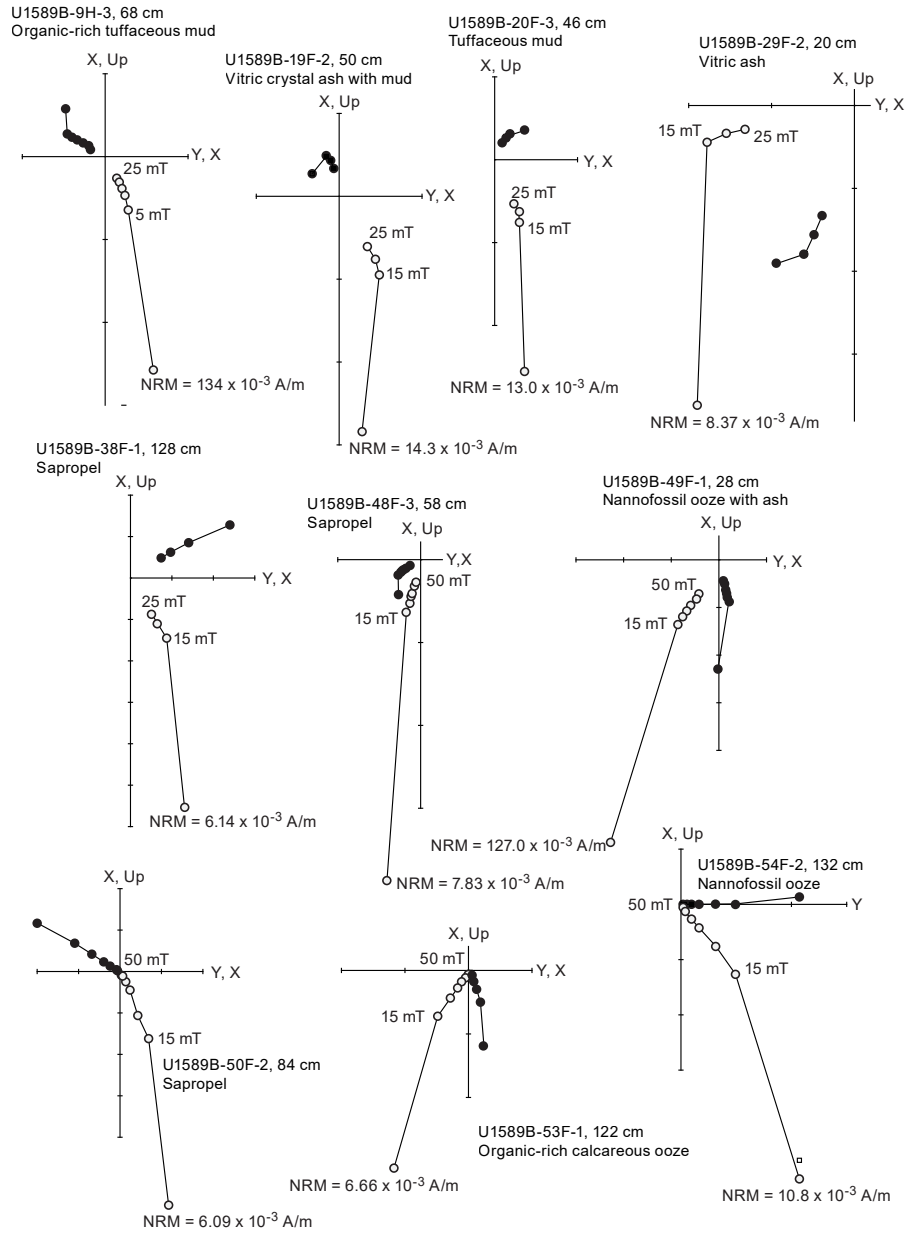 U1589B-9H-3, 68 cm
Organic-rich tuffaceous mud
X, Up
Y, X
25 mT
5 mT
NRM = 134 x 10-3 A/m
U1589B-19F-2, 50 cm
Vitric crystal ash with mud
X, Up
Y, X
25 mT
15 mT
NRM = 14.3 x 10-3 A/m
U1589B-20F-3, 46 cm
Tuffaceous mud
X, Up
Y, X
25 mT
15 mT
NRM = 13.0 x 10-3 A/m
U1589B-29F-2, 20 cm
Vitric ash
X, Up
Y, X
15 mT
25 mT
NRM = 8.37 x 10-3 A/m
U1589B-38F-1, 128 cm
Sapropel
X, Up
Y, X
25 mT
15 mT
NRM = 6.14 x 10-3 A/m
U1589B-48F-3, 58 cm
Sapropel
X, Up
Y,X
50 mT
15 mT
NRM = 7.83 x 10-3 A/m
U1589B-49F-1, 28 cm
Nannofossil ooze with ash
X, Up
Y, X
50 mT
15 mT
NRM = 127.0 x 10-3 A/m
X, Up
50 mT
Y, X
15 mT
U1589B-50F-2, 84 cm
Sapropel
NRM = 6.09 x 10-3 A/m
X, Up
50 mT
Y, X
15 mT
U1589B-53F-1, 122 cm
Organic-rich calcareous ooze
NRM = 6.66 x 10-3 A/m
X, Up
U1589B-54F-2, 132 cm
Nannofossil ooze
50 mT
Y
15 mT
NRM = 10.8 x 10-3 A/m